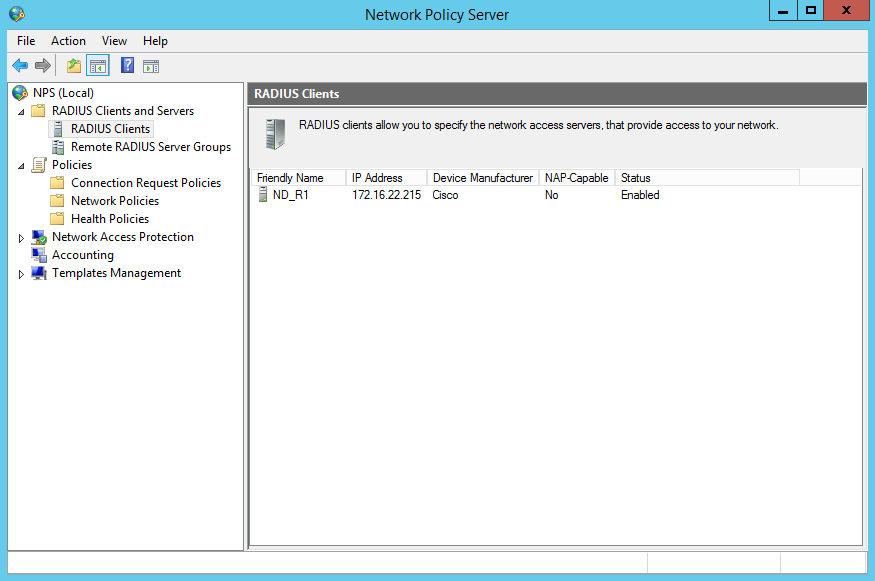 Network Policy Server
File Action View Help
NPS (Local)
RADIUS Clients and Servers
RADIUS Clients
Remote RADIUS Server Groups
Policies
Connection Request Policies
Network Policies
Health Policies
Network Access Protection
Accounting
Templates Management
RADIUS Clients
RADIUS clients allow you to specify the network access servers, that provide access to your network.
Friendly Name IP Address Device Manufacturer NAP-Capable Status
ND_R1 172.16.22.215 Cisco No Enabled